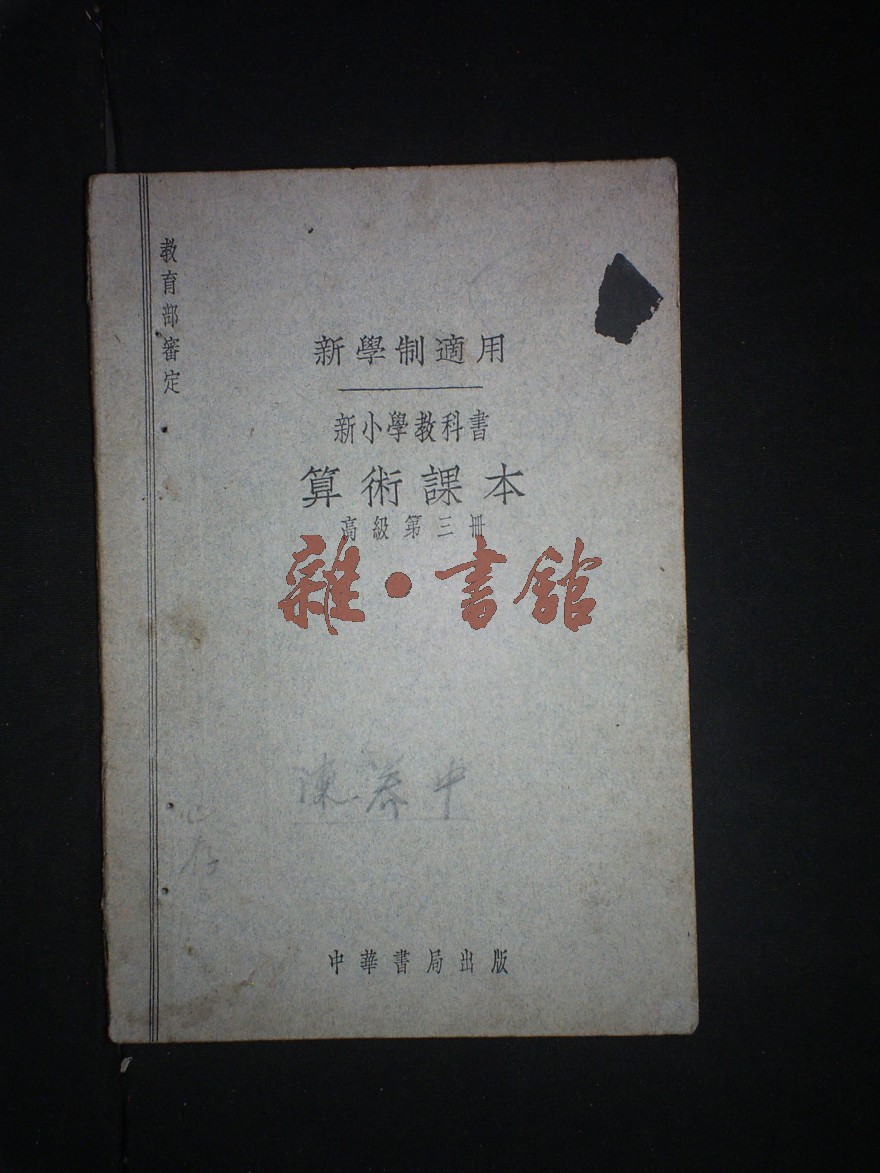 教育部審定
新學制適用
新小學教科書
算術課本
高級第三冊
雜·書館
中華書局出版